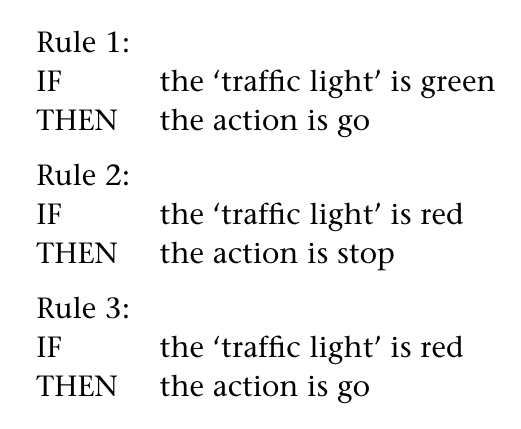 Rule 1:
IF the ‘traffic light’ is green
THEN the action is go
Rule 2:
IF the ‘traffic light’ is red
THEN the action is stop
Rule 3:
IF the ‘traffic light’ is red
THEN the action is go